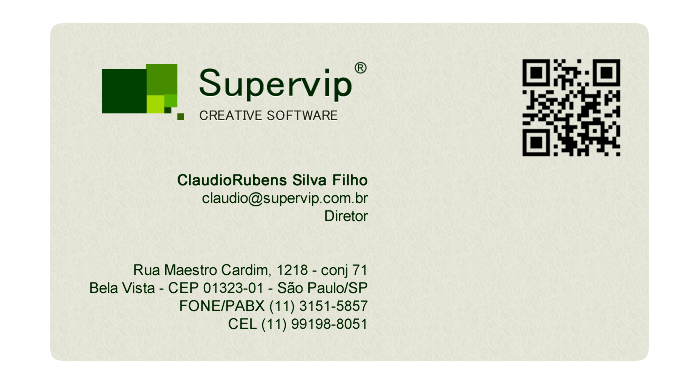 Supervip®
CREATIVE SOFTWARE
ClaudioRubens Silva Filho
claudio@supervip.com.br
Diretor
Rua Maestro Cardim, 1218 - conj 71
Bela Vista - CEP 01323-01 - São Paulo/SP
FONE/PABX (11) 3151-5857
CEL (11) 99198-8051